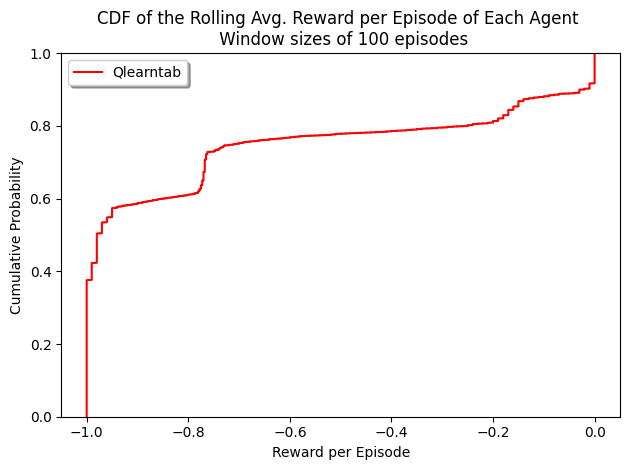 CDF of the Rolling Avg. Reward per Episode of Each Agent
Window sizes of 100 episodes
Qlearntab
1.0
0.8
0.6
0.4
0.2
0.0
Cumulative Probability
−1.0 −0.8 −0.6 −0.4 −0.2 0.0
Reward per Episode